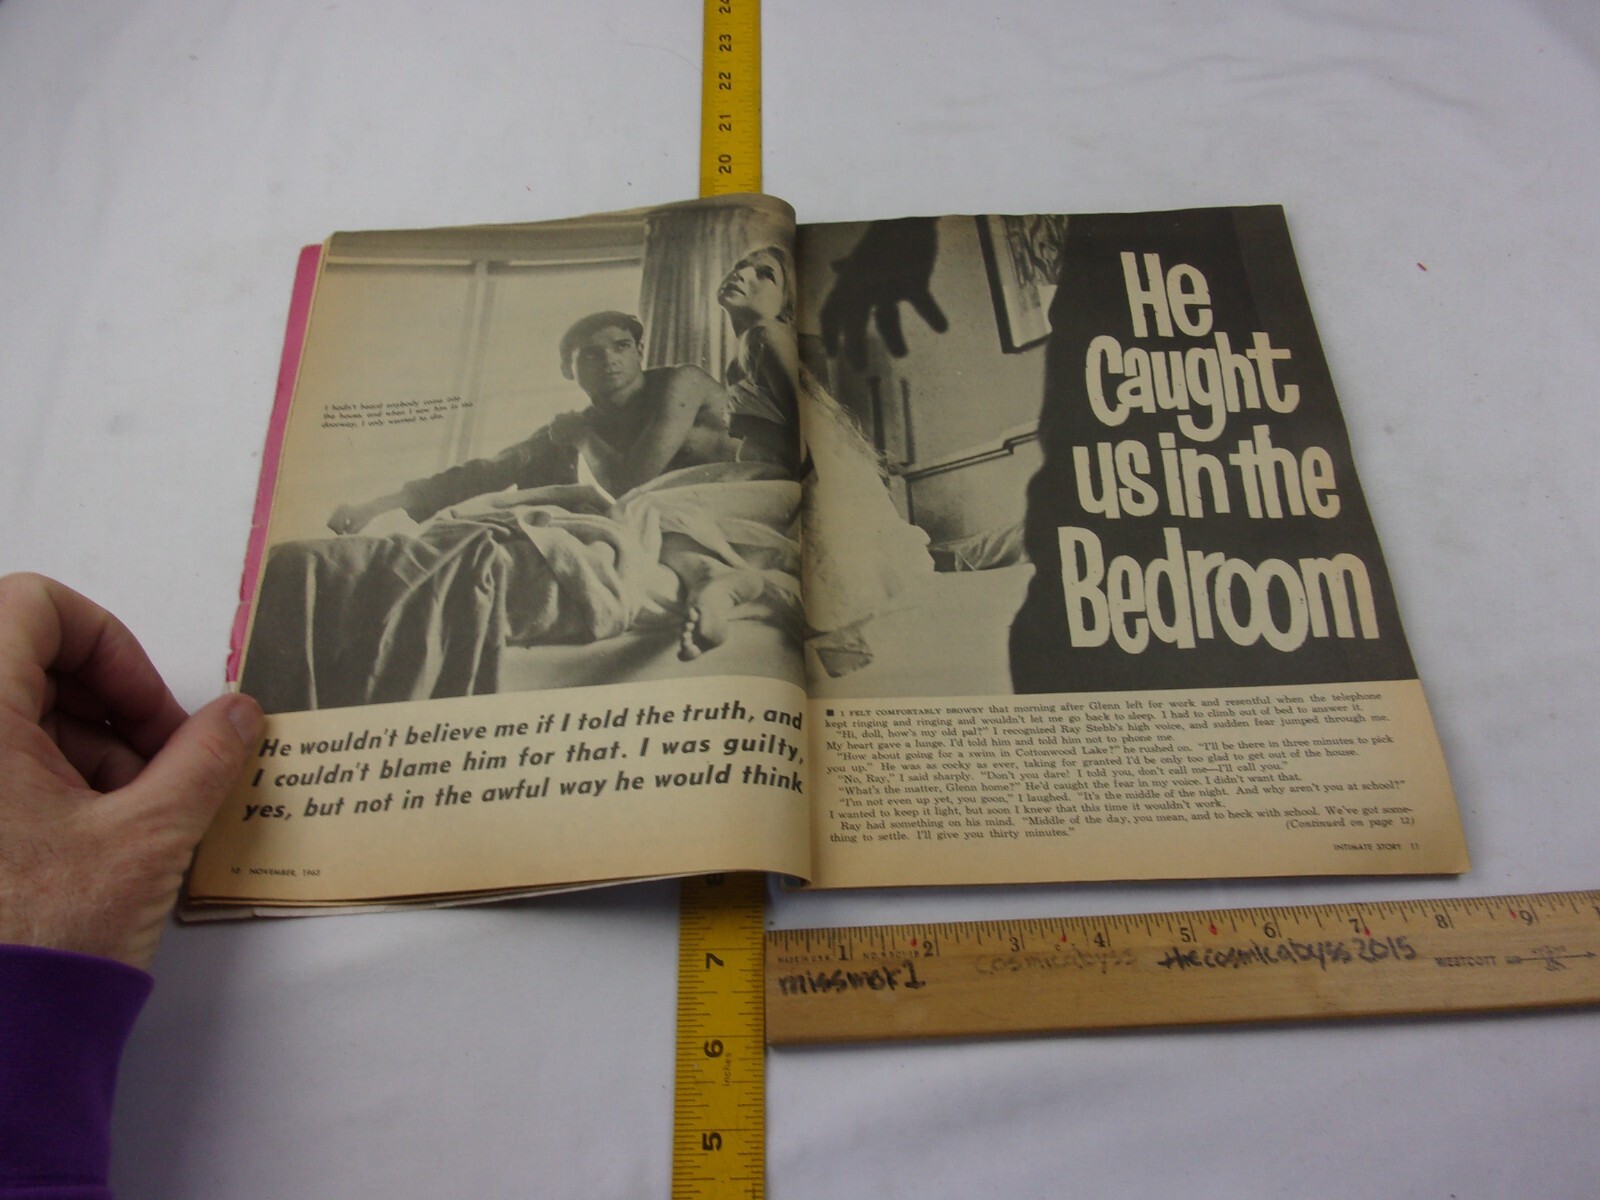 I hadn't heard anybody come into
the house, and when I saw him in the
doorway, I only wanted to die.
He wouldn't believe me if I told the truth, and
I couldn't blame him for that. I was guilty,
yes, but not in the awful way he would think
10 NOVEMBER, 1962
He
Caught
us in the
Bedroom
■ I FELT COMFORTABLY DROWSY that morning after Glenn left for work and resentful when the telephone
kept ringing and ringing and wouldn't let me go back to sleep. I had to climb out of bed to answer it.
"Hi, doll, how's my old pal?" I recognized Ray Stebb's high voice, and sudden fear jumped through me.
My heart gave a lunge. I'd told him and told him not to phone me.
"How about going for a swim in Cottonwood Lake?" he rushed on. "I'll be there in three minutes to pick
you up." He was as cocky as ever, taking for granted I'd be only too glad to get out of the house.
"No, Ray," I said sharply. "Don't you dare! I told you, don't call me—I'll call you."
"What's the matter, Glenn home?" He'd caught the fear in my voice. I didn't want that.
"I'm not even up yet, you goon," I laughed. "It's the middle of the night. And why aren't you at school?"
I wanted to keep it light, but soon I knew that this time it wouldn't work.
Ray had something on his mind. "Middle of the day, you mean, and to heck with school. We've got some-
thing to settle. I'll give you thirty minutes."
(Continued on page 12)
INTIMATE STORY 11
24
23
22
21
20
8
7
6
inches
5
1 2 3 4 5 6 7 8 9
MADE IN U.S.A.
missmer1 cosmicabyss thecosmicabyss2015 WESTCOTT